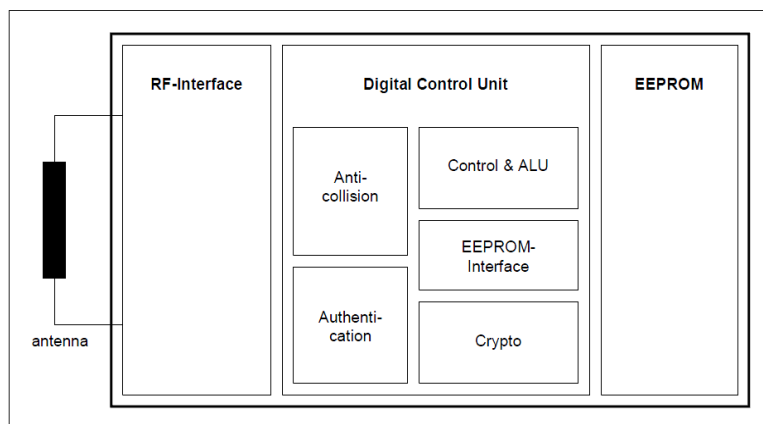 RF-Interface
Digital Control Unit
EEPROM
Anti-
collision
Control & ALU
EEPROM-
Interface
Authenti-
cation
Crypto
antenna